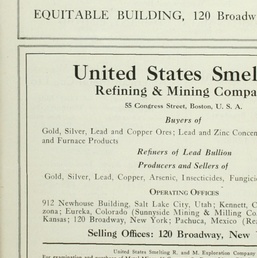 EQUITABLE BUILDING, 120 Broadw
United States Smel
Refining & Mining Compa
55 Congress Street, Boston, U. S. A.
Buyers of
Gold, Silver, Lead and Copper Ores; Lead and Zinc Concen
and Furnace Products
Refiners of Lead Bullion
Producers and Sellers of
Gold, Silver, Lead, Copper, Arsenic, Insecticides, Fungici
OPERATING OFFICES
912 Newhouse Building, Salt Lake City, Utah; Kennett, C
zona; Eureka, Colorado (Sunnyside Mining & Milling Co
Kansas; 120 Broadway, New York; Pachuca, Mexico (Rea
Selling Offices: 120 Broadway, New
United States Smelting R. and M. Exploration Company